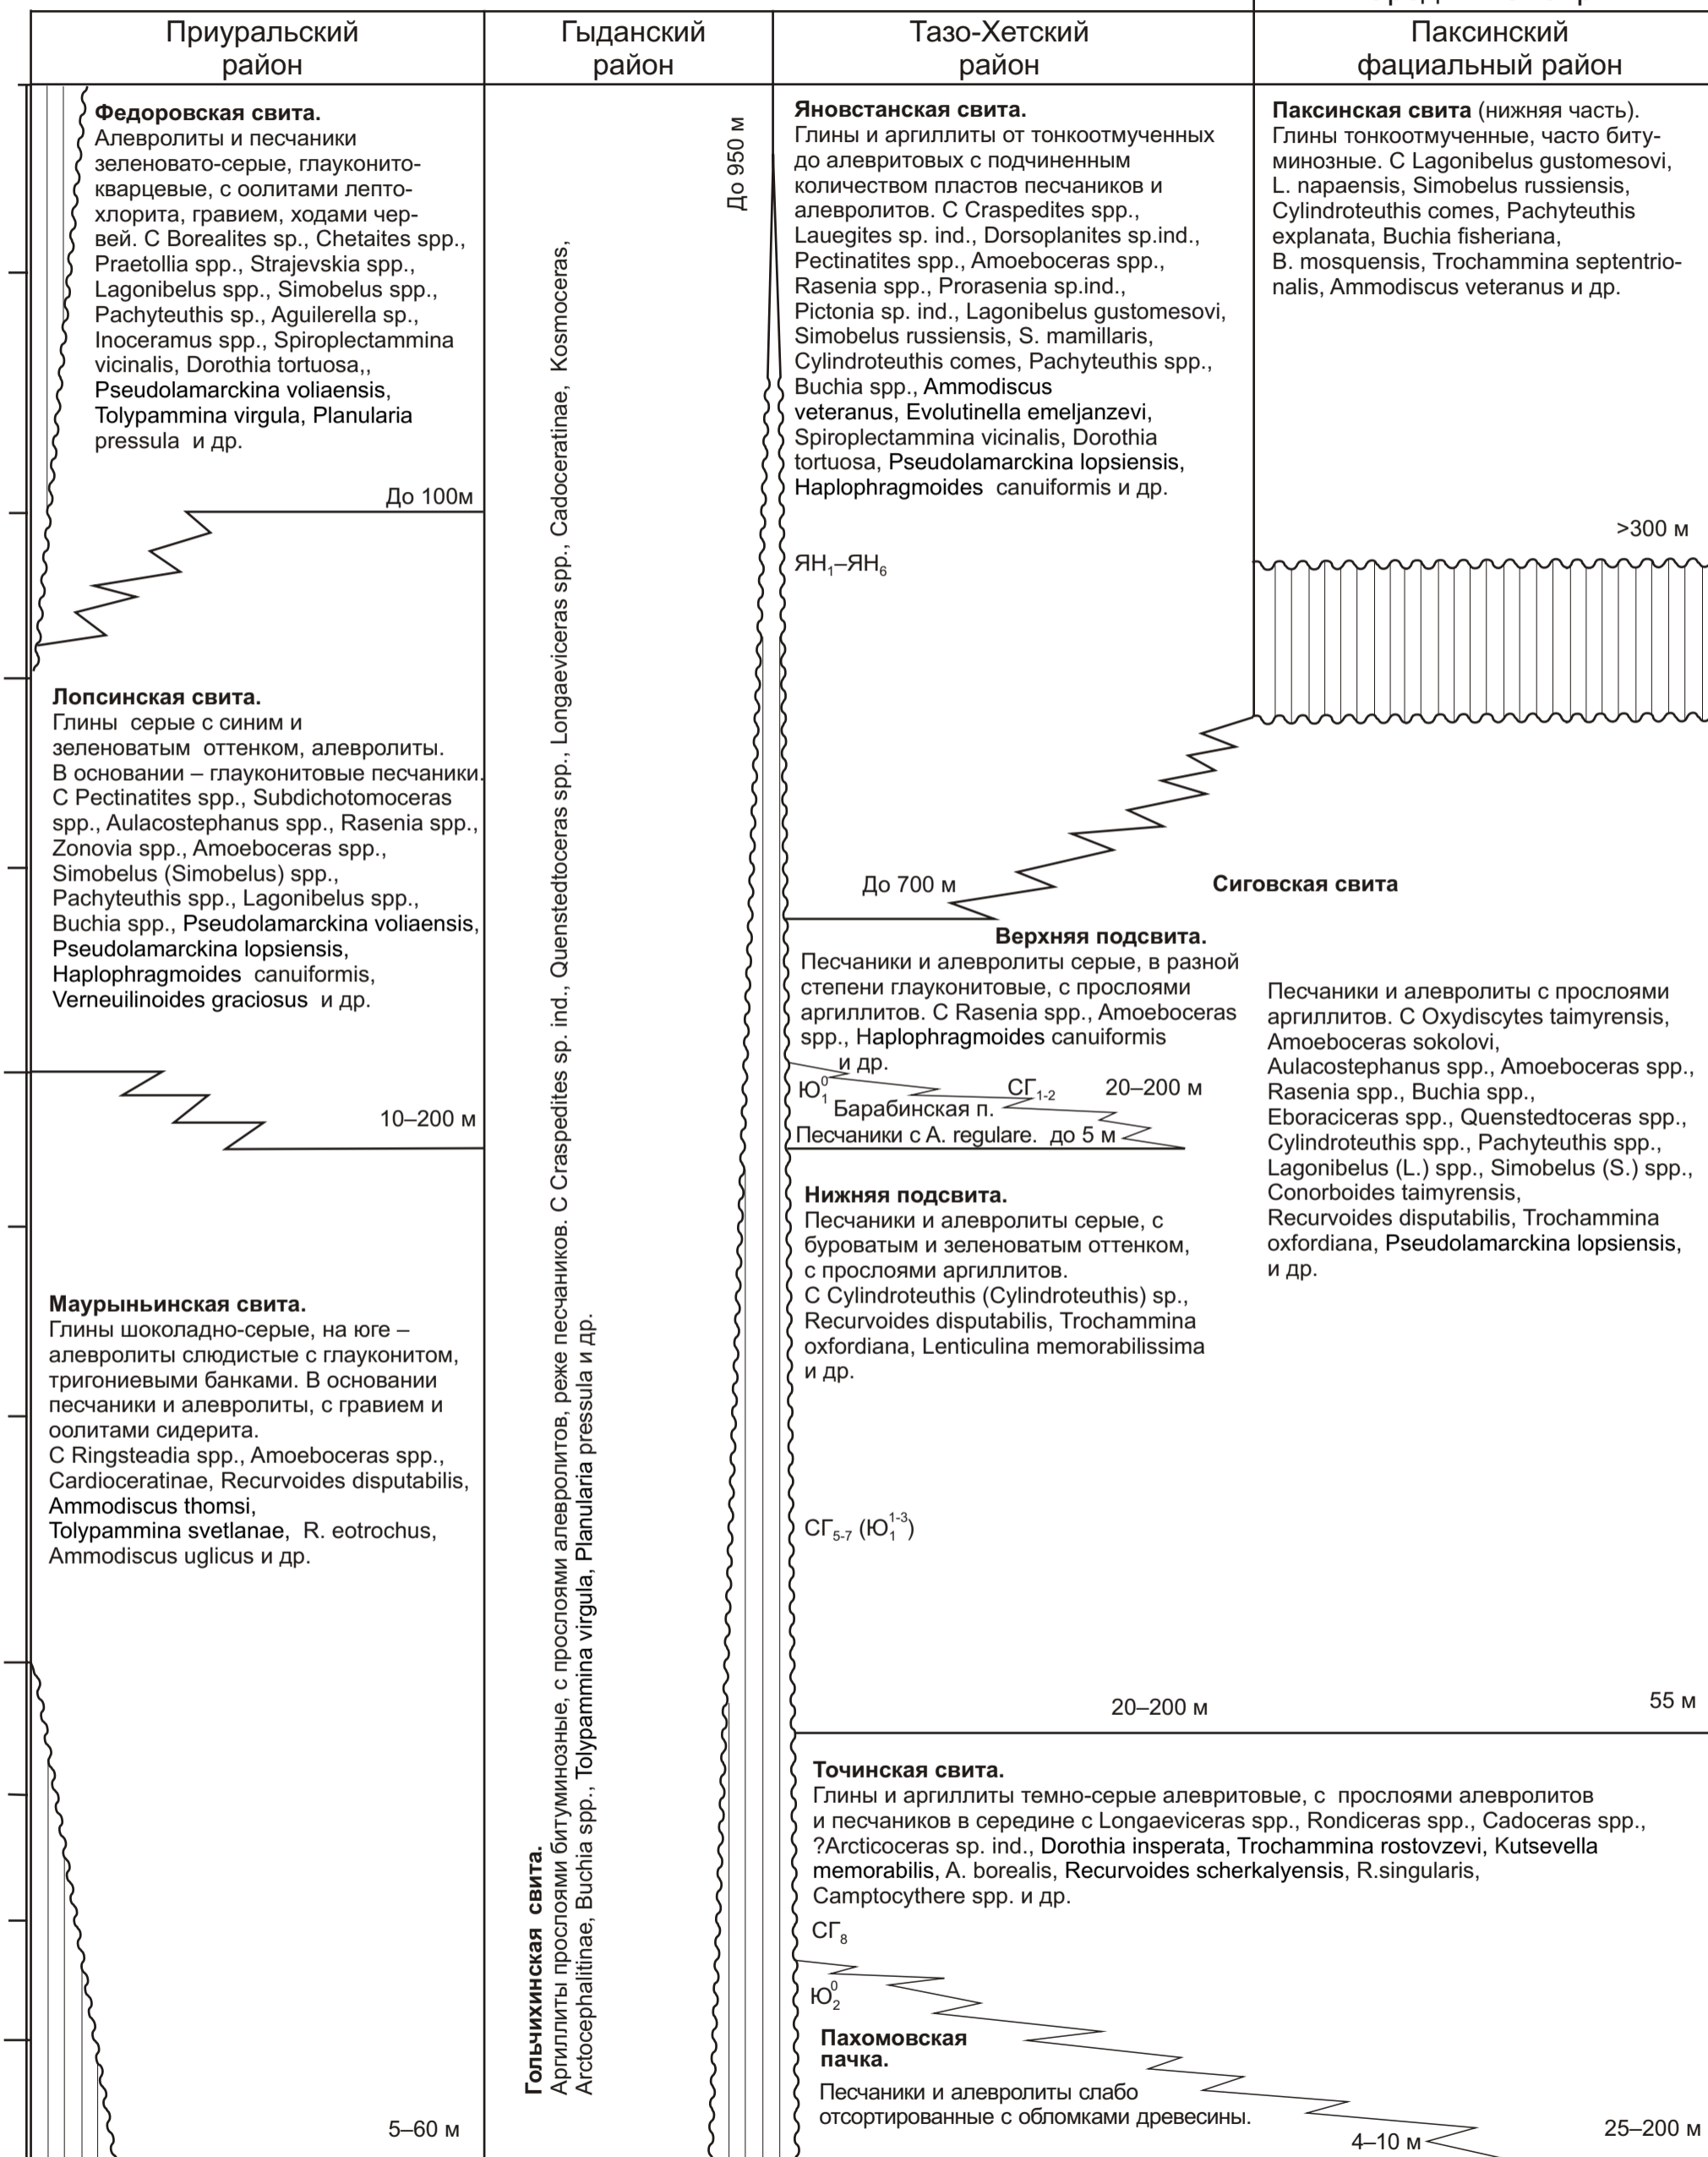 Приуральский
район
Гыданский
район
Тазо-Хетский
район
Паксинский
фациальный район
Федоровская свита.
Алевролиты и песчаники
зеленовато-серые, глауконито-
кварцевые, с оолитами лепто-
хлорита, гравием, ходами чер-
вей. С Borealites sp., Chetaites spp.,
Praetollia spp., Strajevskia spp.,
Lagonibelus spp., Simobelus spp.,
Pachyteuthis sp., Aguilerella sp.,
Inoceramus spp., Spiroplectammina
vicinalis, Dorothia tortuosa,,
Pseudolamarckina voliaensis,
Tolypammina virgula, Planularia
pressula и др.
До 100м
Лопсинская свита.
Глины серые с синим и
зеленоватым оттенком, алевролиты.
В основании – глауконитовые песчаники.
С Pectinatites spp., Subdichotomoceras
spp., Aulacostephanus spp., Rasenia spp.,
Zonovia spp., Amoeboceras spp.,
Simobelus (Simobelus) spp.,
Pachyteuthis spp., Lagonibelus spp.,
Buchia spp., Pseudolamarckina voliaensis,
Pseudolamarckina lopsiensis,
Haplophragmoides canuiformis,
Verneuilinoides graciosus и др.
10–200 м
Маурыньинская свита.
Глины шоколадно-серые, на юге –
алевролиты слюдистые с глауконитом,
тригониевыми банками. В основании
песчаники и алевролиты, с гравием и
оолитами сидерита.
С Ringsteadia spp., Amoeboceras spp.,
Cardioceratinae, Recurvoides disputabilis,
Ammodiscus thomsi,
Tolypammina svetlanae, R. eotrochus,
Ammodiscus uglicus и др.
5–60 м
Гольчихинская свита.
Аргиллиты прослоями битуминозные, с прослоями алевролитов, реже песчаников. С Craspedites sp. ind., Quenstedtoceras spp., Longaeviceras spp., Cadoceratinae, Kosmoceras,
Arctocephalitinae, Buchia spp., Tolypammina virgula, Planularia pressula и др.
До 950 м
Яновстанская свита.
Глины и аргиллиты от тонкоотмученных
до алевритовых с подчиненным
количеством пластов песчаников и
алевролитов. С Craspedites spp.,
Lauegites sp. ind., Dorsoplanites sp.ind.,
Pectinatites spp., Amoeboceras spp.,
Rasenia spp., Prorasenia sp.ind.,
Pictonia sp. ind., Lagonibelus gustomesovi,
Simobelus russiensis, S. mamillaris,
Cylindroteuthis comes, Pachyteuthis spp.,
Buchia spp., Ammodiscus
veteranus, Evolutinella emeljanzevi,
Spiroplectammina vicinalis, Dorothia
tortuosa, Pseudolamarckina lopsiensis,
Haplophragmoides canuiformis и др.
ЯН1–ЯН6
До 700 м
Паксинская свита (нижняя часть).
Глины тонкоотмученные, часто биту-
минозные. С Lagonibelus gustomesovi,
L. napaensis, Simobelus russiensis,
Cylindroteuthis comes, Pachyteuthis
explanata, Buchia fisheriana,
B. mosquensis, Trochammina septentrio-
nalis, Ammodiscus veteranus и др.
>300 м
Сиговская свита
Верхняя подсвита.
Песчаники и алевролиты серые, в разной
степени глауконитовые, с прослоями
аргиллитов. С Rasenia spp., Amoeboceras
spp., Haplophragmoides canuiformis
и др.
Ю1^0 СГ1-2 20–200 м
Барабинская п.
Песчаники с A. regulare. до 5 м
Нижняя подсвита.
Песчаники и алевролиты серые, с
буроватым и зеленоватым оттенком,
с прослоями аргиллитов.
С Cylindroteuthis (Cylindroteuthis) sp.,
Recurvoides disputabilis, Trochammina
oxfordiana, Lenticulina memorabilissima
и др.
СГ5-7 (Ю1^1-3)
20–200 м
Песчаники и алевролиты с прослоями
аргиллитов. С Oxydiscytes taimyrensis,
Amoeboceras sokolovi,
Aulacostephanus spp., Amoeboceras spp.,
Rasenia spp., Buchia spp.,
Eboraciceras spp., Quenstedtoceras spp.,
Cylindroteuthis spp., Pachyteuthis spp.,
Lagonibelus (L.) spp., Simobelus (S.) spp.,
Conorboides taimyrensis,
Recurvoides disputabilis, Trochammina
oxfordiana, Pseudolamarckina lopsiensis,
и др.
55 м
Точинская свита.
Глины и аргиллиты темно-серые алевритовые, с прослоями алевролитов
и песчаников в середине с Longaeviceras spp., Rondiceras spp., Cadoceras spp.,
?Arcticoceras sp. ind., Dorothia insperata, Trochammina rostovzevi, Kutsevella
memorabilis, A. borealis, Recurvoides scherkalyensis, R.singularis,
Camptocythere spp. и др.
СГ8
Ю2^0
Пахомовская
пачка.
Песчаники и алевролиты слабо
отсортированные с обломками древесины.
4–10 м
25–200 м